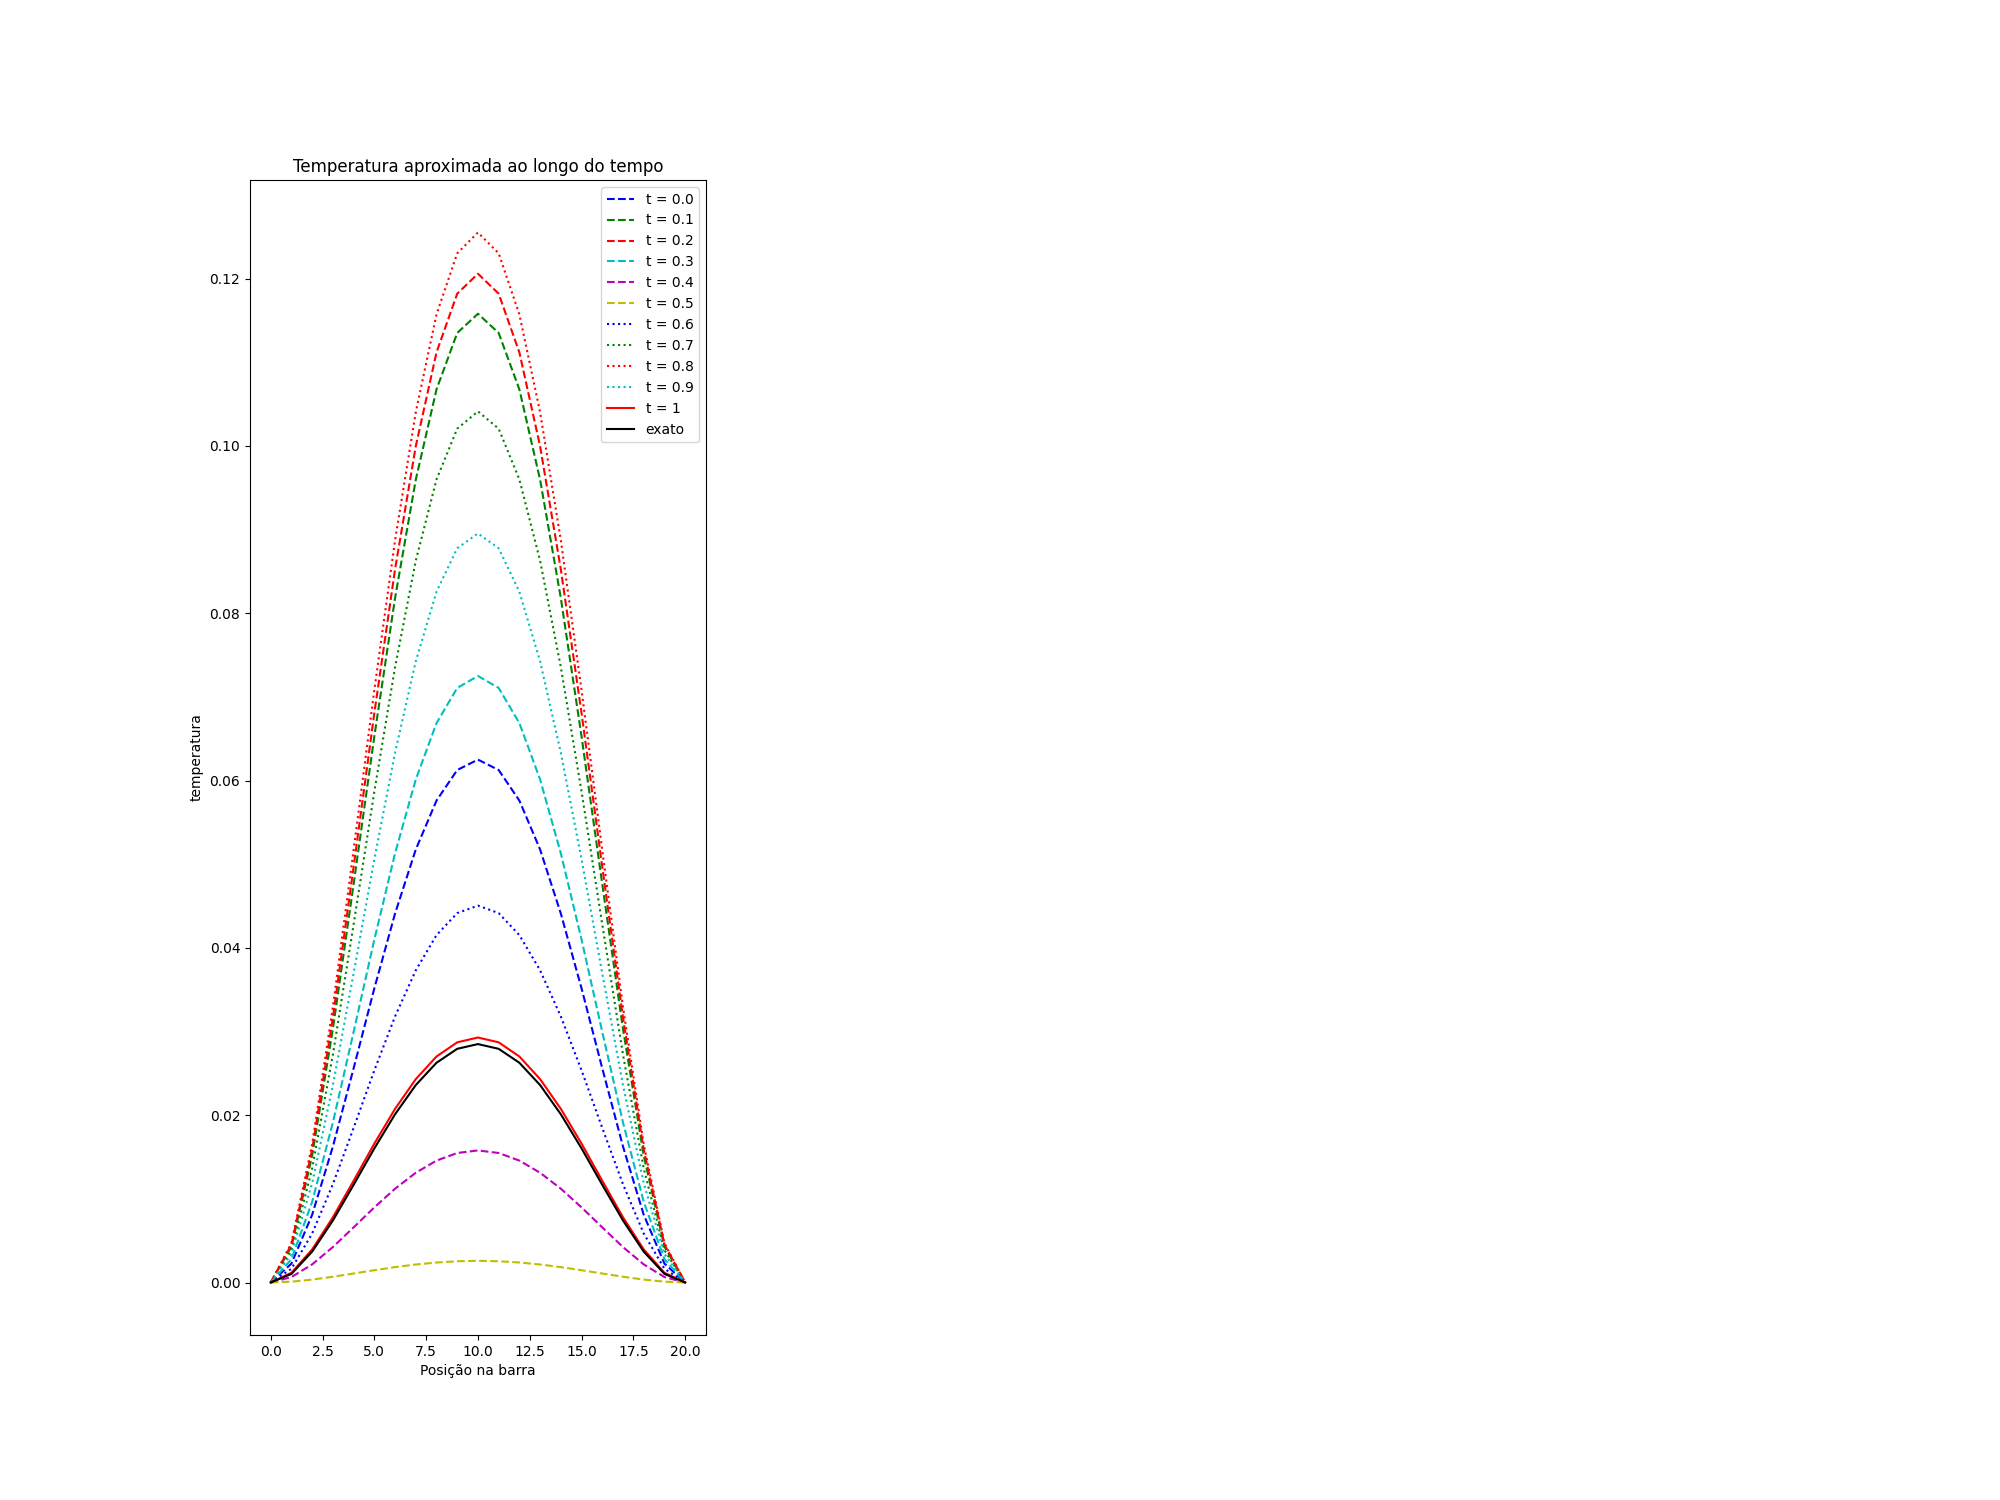 Temperatura aproximada ao longo do tempo
t = 0.0
t = 0.1
t = 0.2
t = 0.3
t = 0.4
t = 0.5
t = 0.6
t = 0.7
t = 0.8
t = 0.9
t = 1
exato
0.12
0.10
0.08
0.06
0.04
0.02
0.00
temperatura
0.0 2.5 5.0 7.5 10.0 12.5 15.0 17.5 20.0
Posição na barra